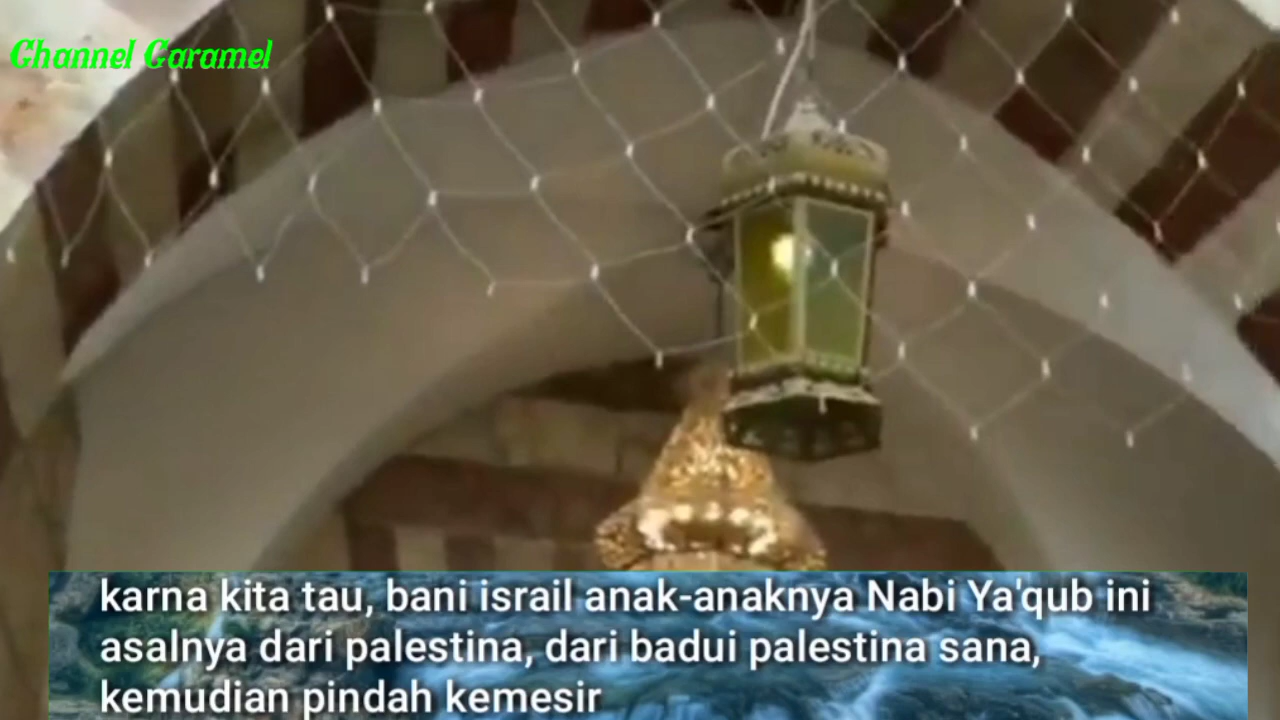 Channel Garamel
karna kita tau, bani israil anak-anaknya Nabi Ya'qub ini
asalnya dari palestina, dari badui palestina sana,
kemudian pindah kemesir